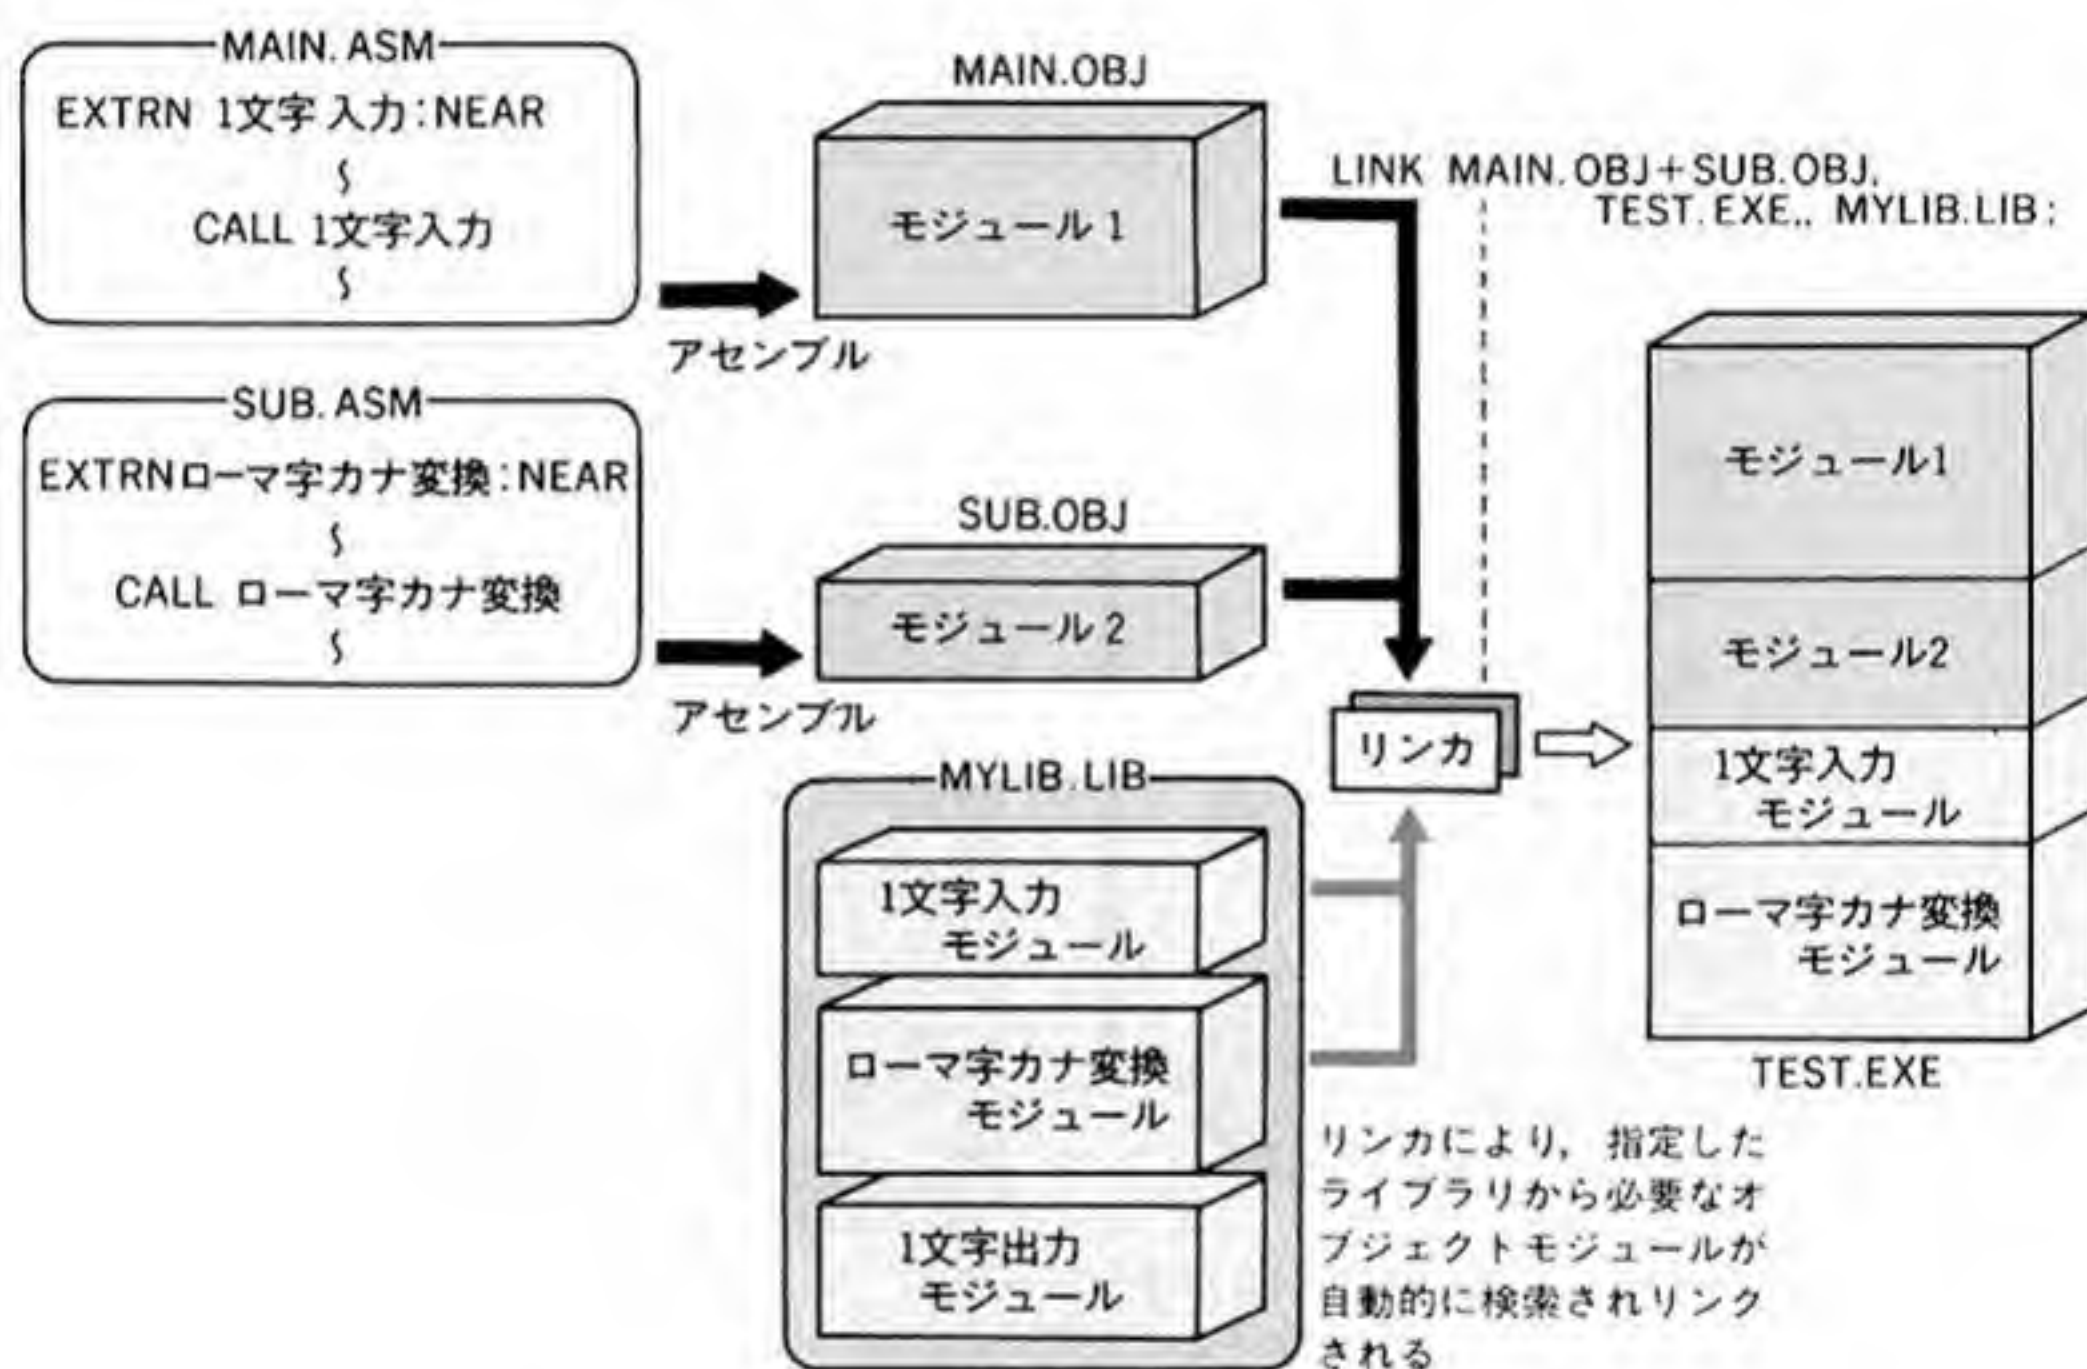 MAIN. ASM
EXTRN 1文字入力:NEAR
∫
CALL 1文字入力
∫
アセンブル
MAIN.OBJ
モジュール1
SUB. ASM
EXTRNローマ字カナ変換:NEAR
∫
CALL ローマ字カナ変換
∫
アセンブル
SUB.OBJ
モジュール2
LINK MAIN.OBJ+SUB.OBJ,
TEST.EXE,, MYLIB.LIB;
リンカ
MYLIB.LIB
1文字入力
モジュール
ローマ字カナ変換
モジュール
1文字出力
モジュール
モジュール1
モジュール2
1文字入力
モジュール
ローマ字カナ変換
モジュール
TEST.EXE
リンカにより,指定した
ライブラリから必要なオ
ブジェクトモジュールが
自動的に検索されリンク
される